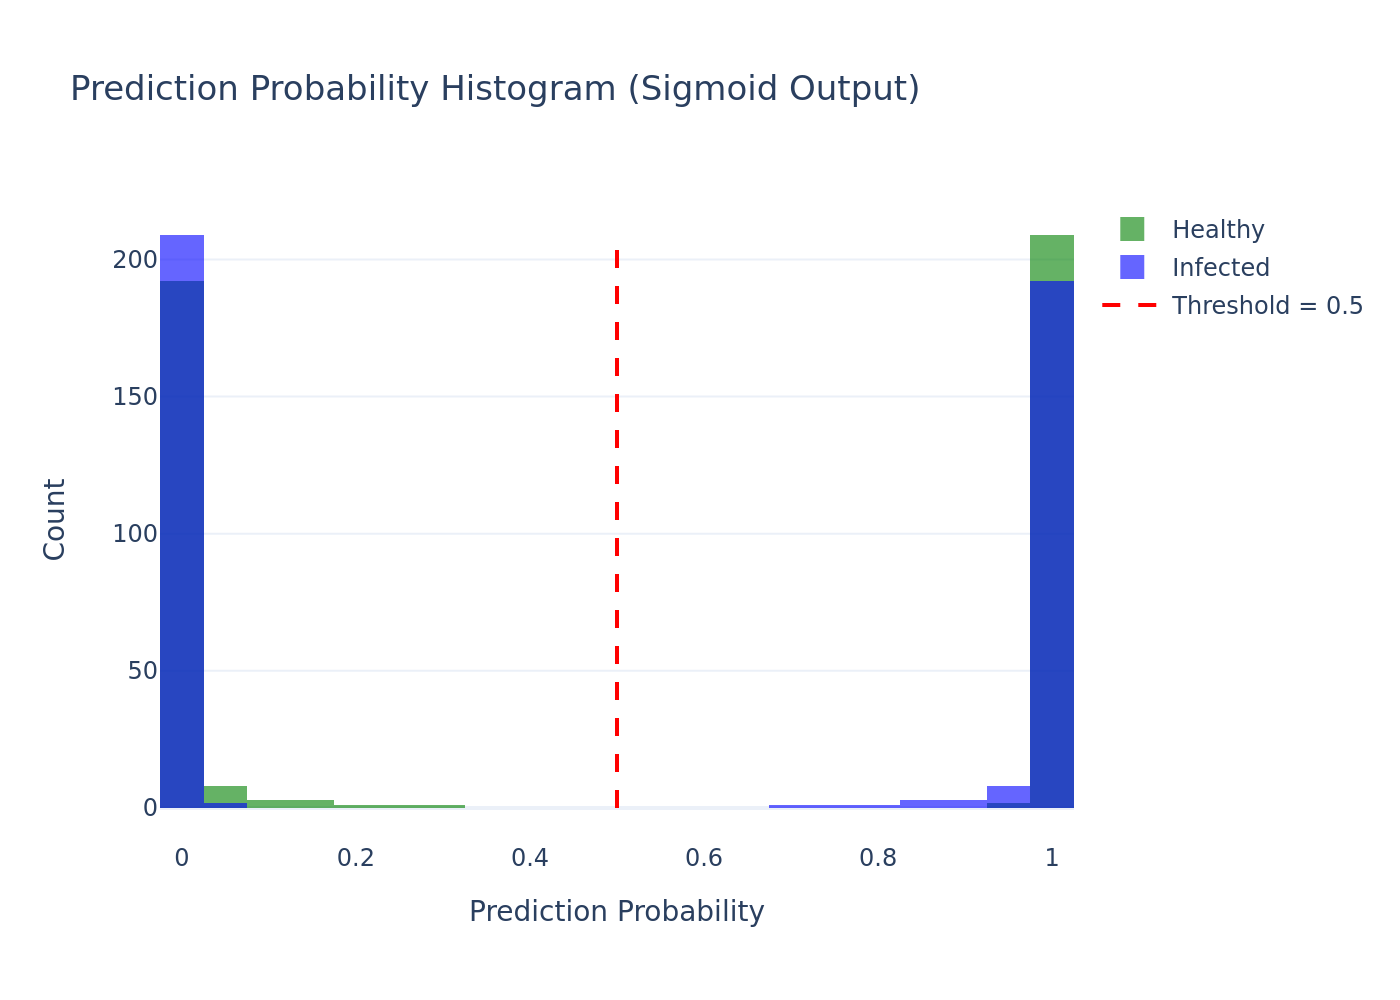 Prediction Probability Histogram (Sigmoid Output)
Healthy
Infected
Threshold = 0.5
200
150
100
50
0
Count
0 0.2 0.4 0.6 0.8 1
Prediction Probability